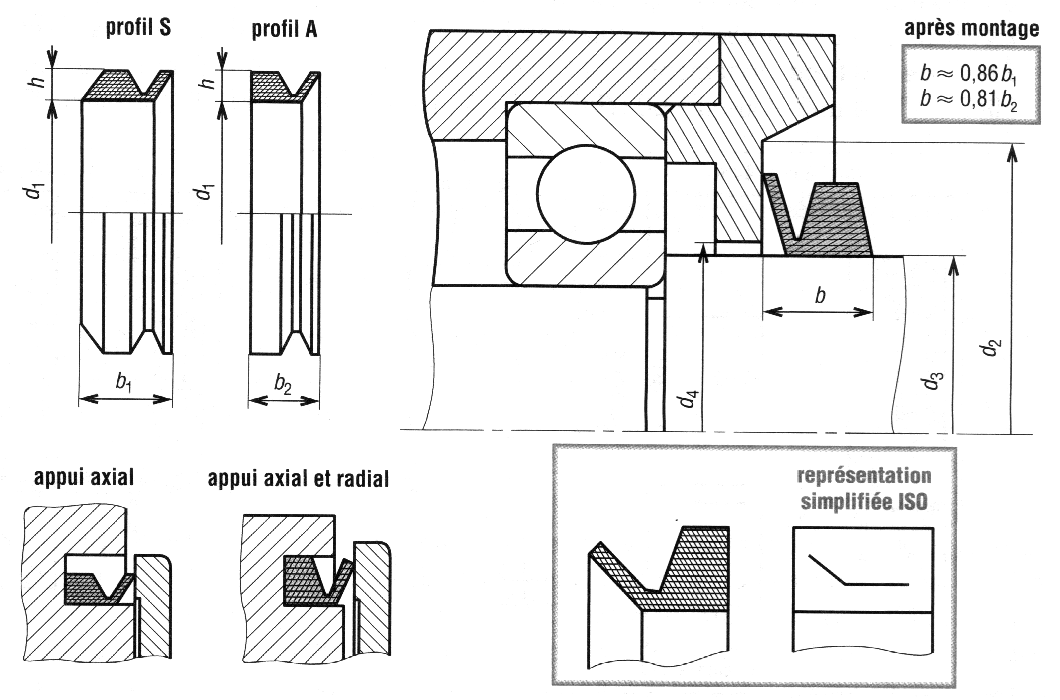 profil S
profil A
après montage
b ≈ 0,86 b₁
b ≈ 0,81 b₂
h
h
d₁
d₁
b₁
b₂
b
d₂
d₃
d₄
appui axial
appui axial et radial
représentation
simplifiée ISO